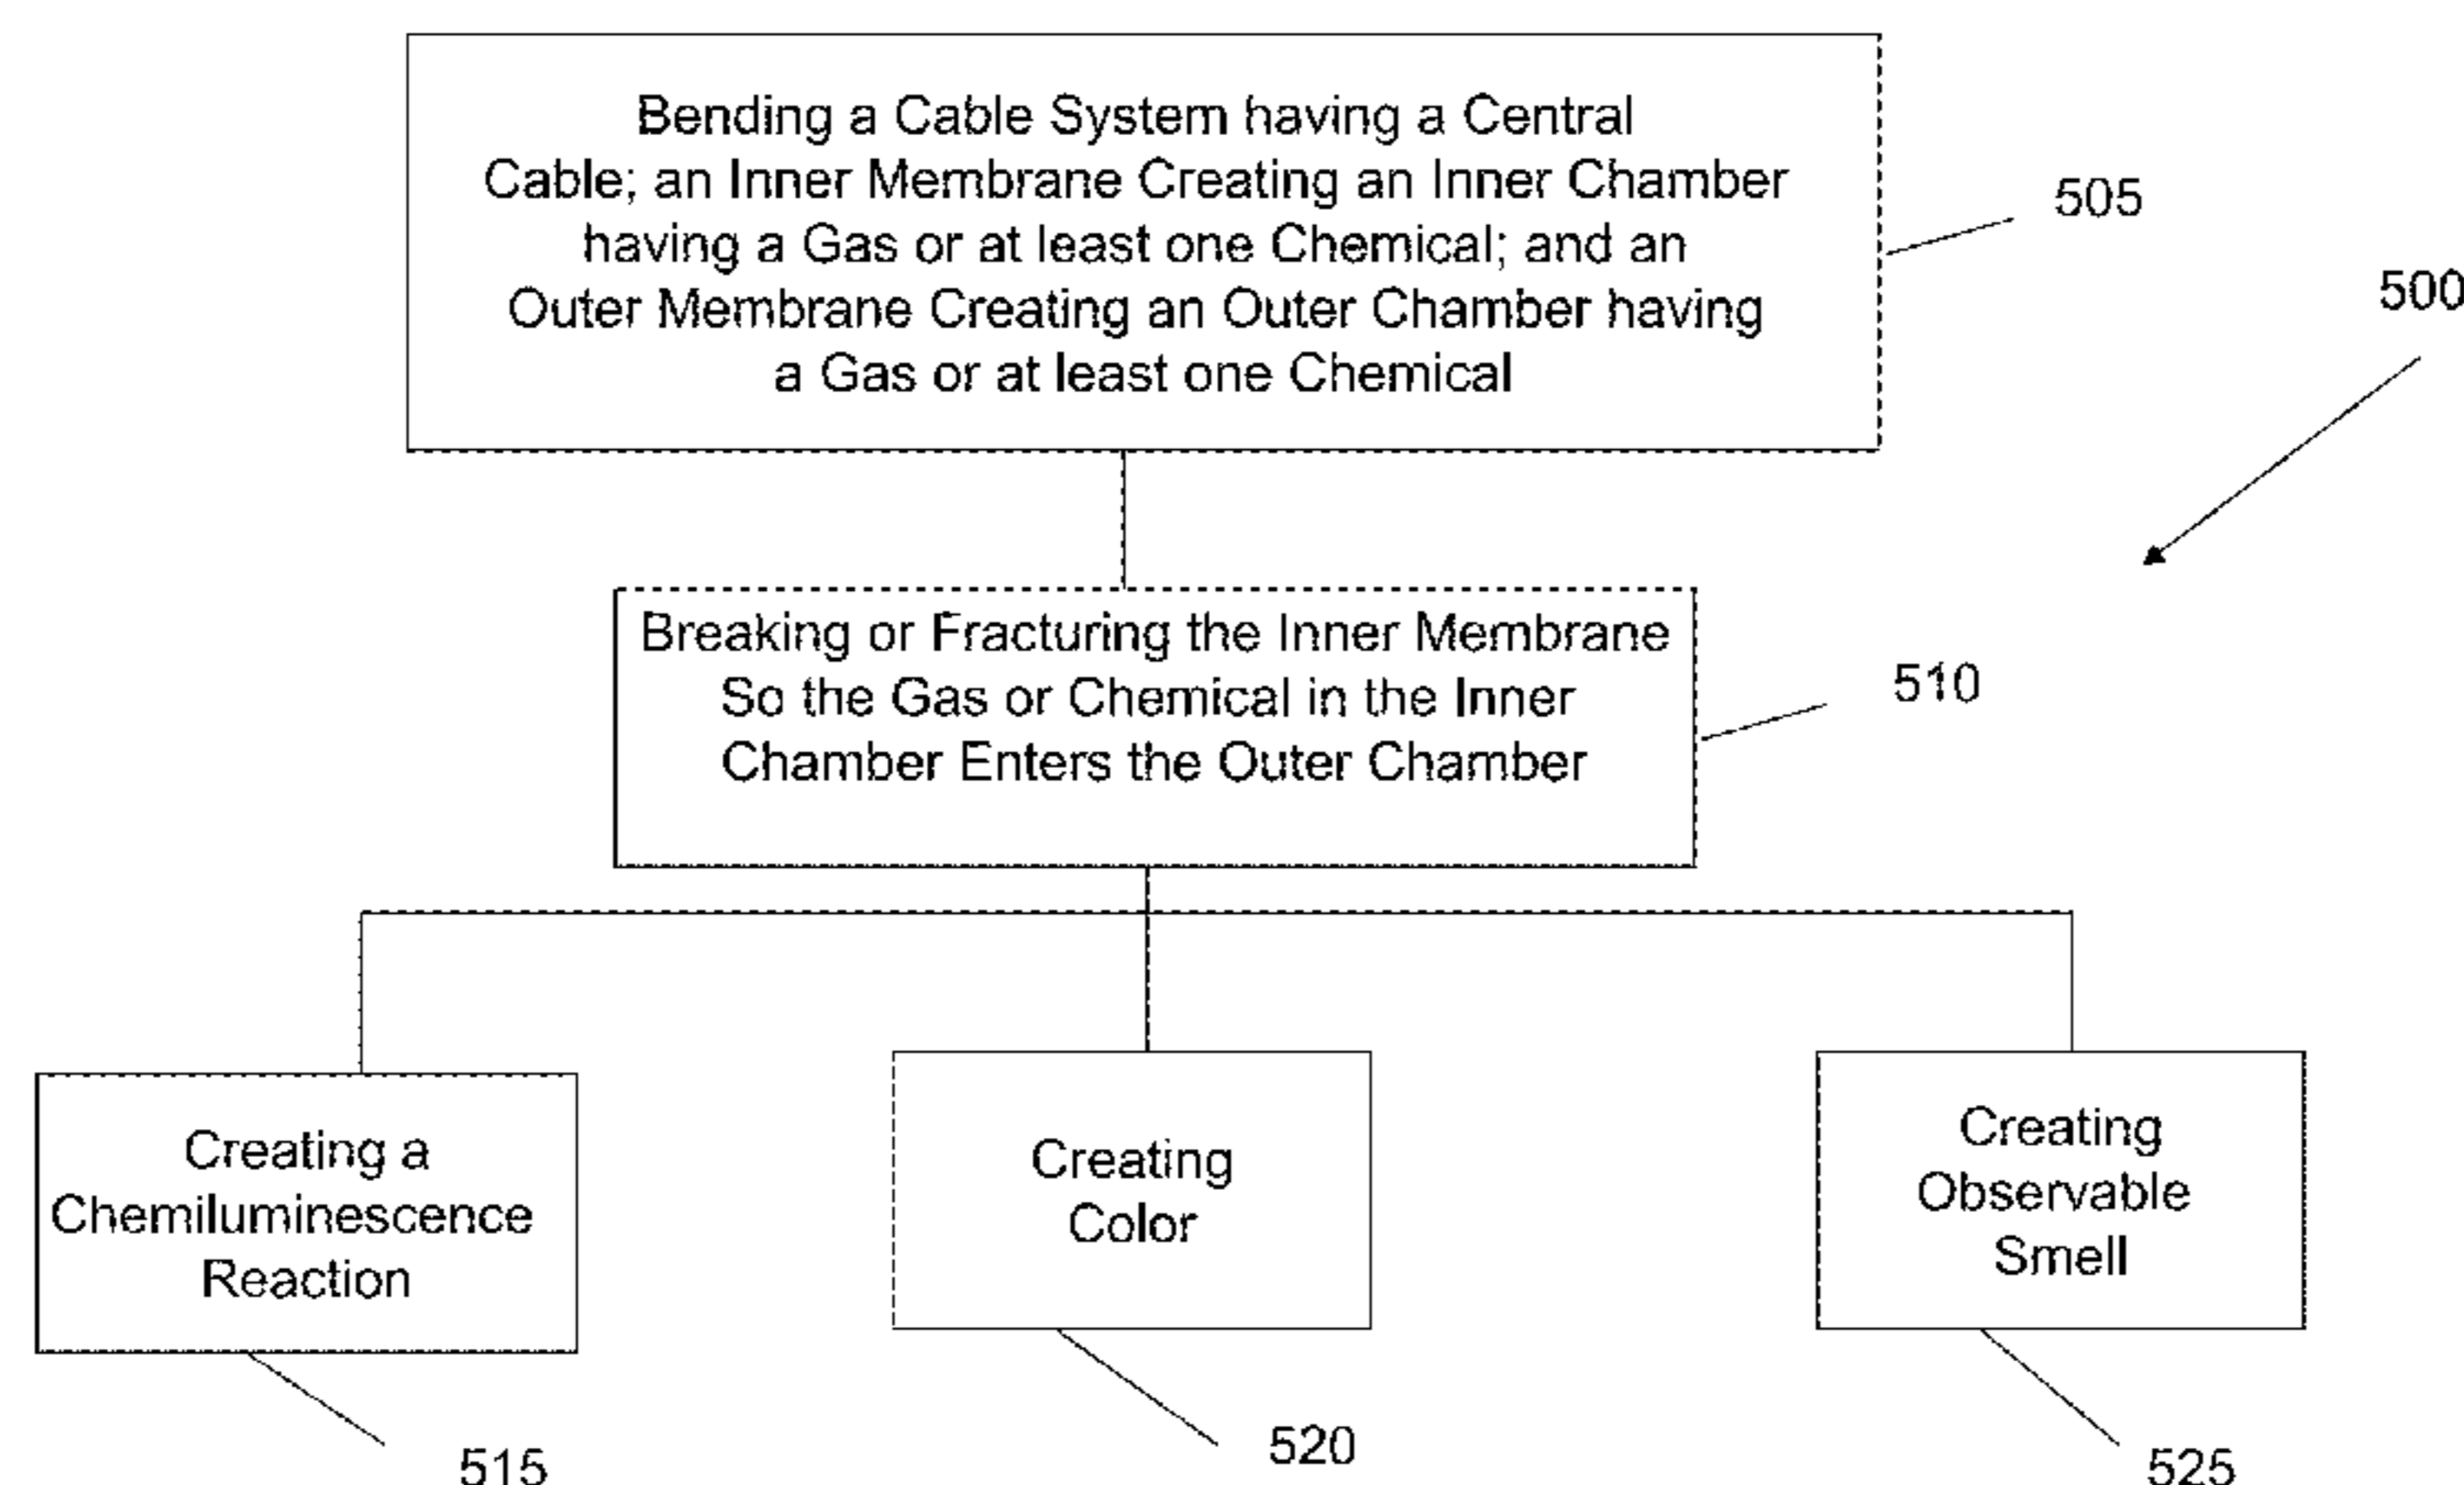 Bending a Cable System having a Central
Cable; an Inner Membrane Creating an Inner Chamber
having a Gas or at least one Chemical; and an
Outer Membrane Creating an Outer Chamber having
a Gas or at least one Chemical
505
500
Breaking or Fracturing the Inner Membrane
So the Gas or Chemical in the Inner
Chamber Enters the Outer Chamber
510
Creating a
Chemiluminescence
Reaction
515
Creating
Color
520
Creating
Observable
Smell
525